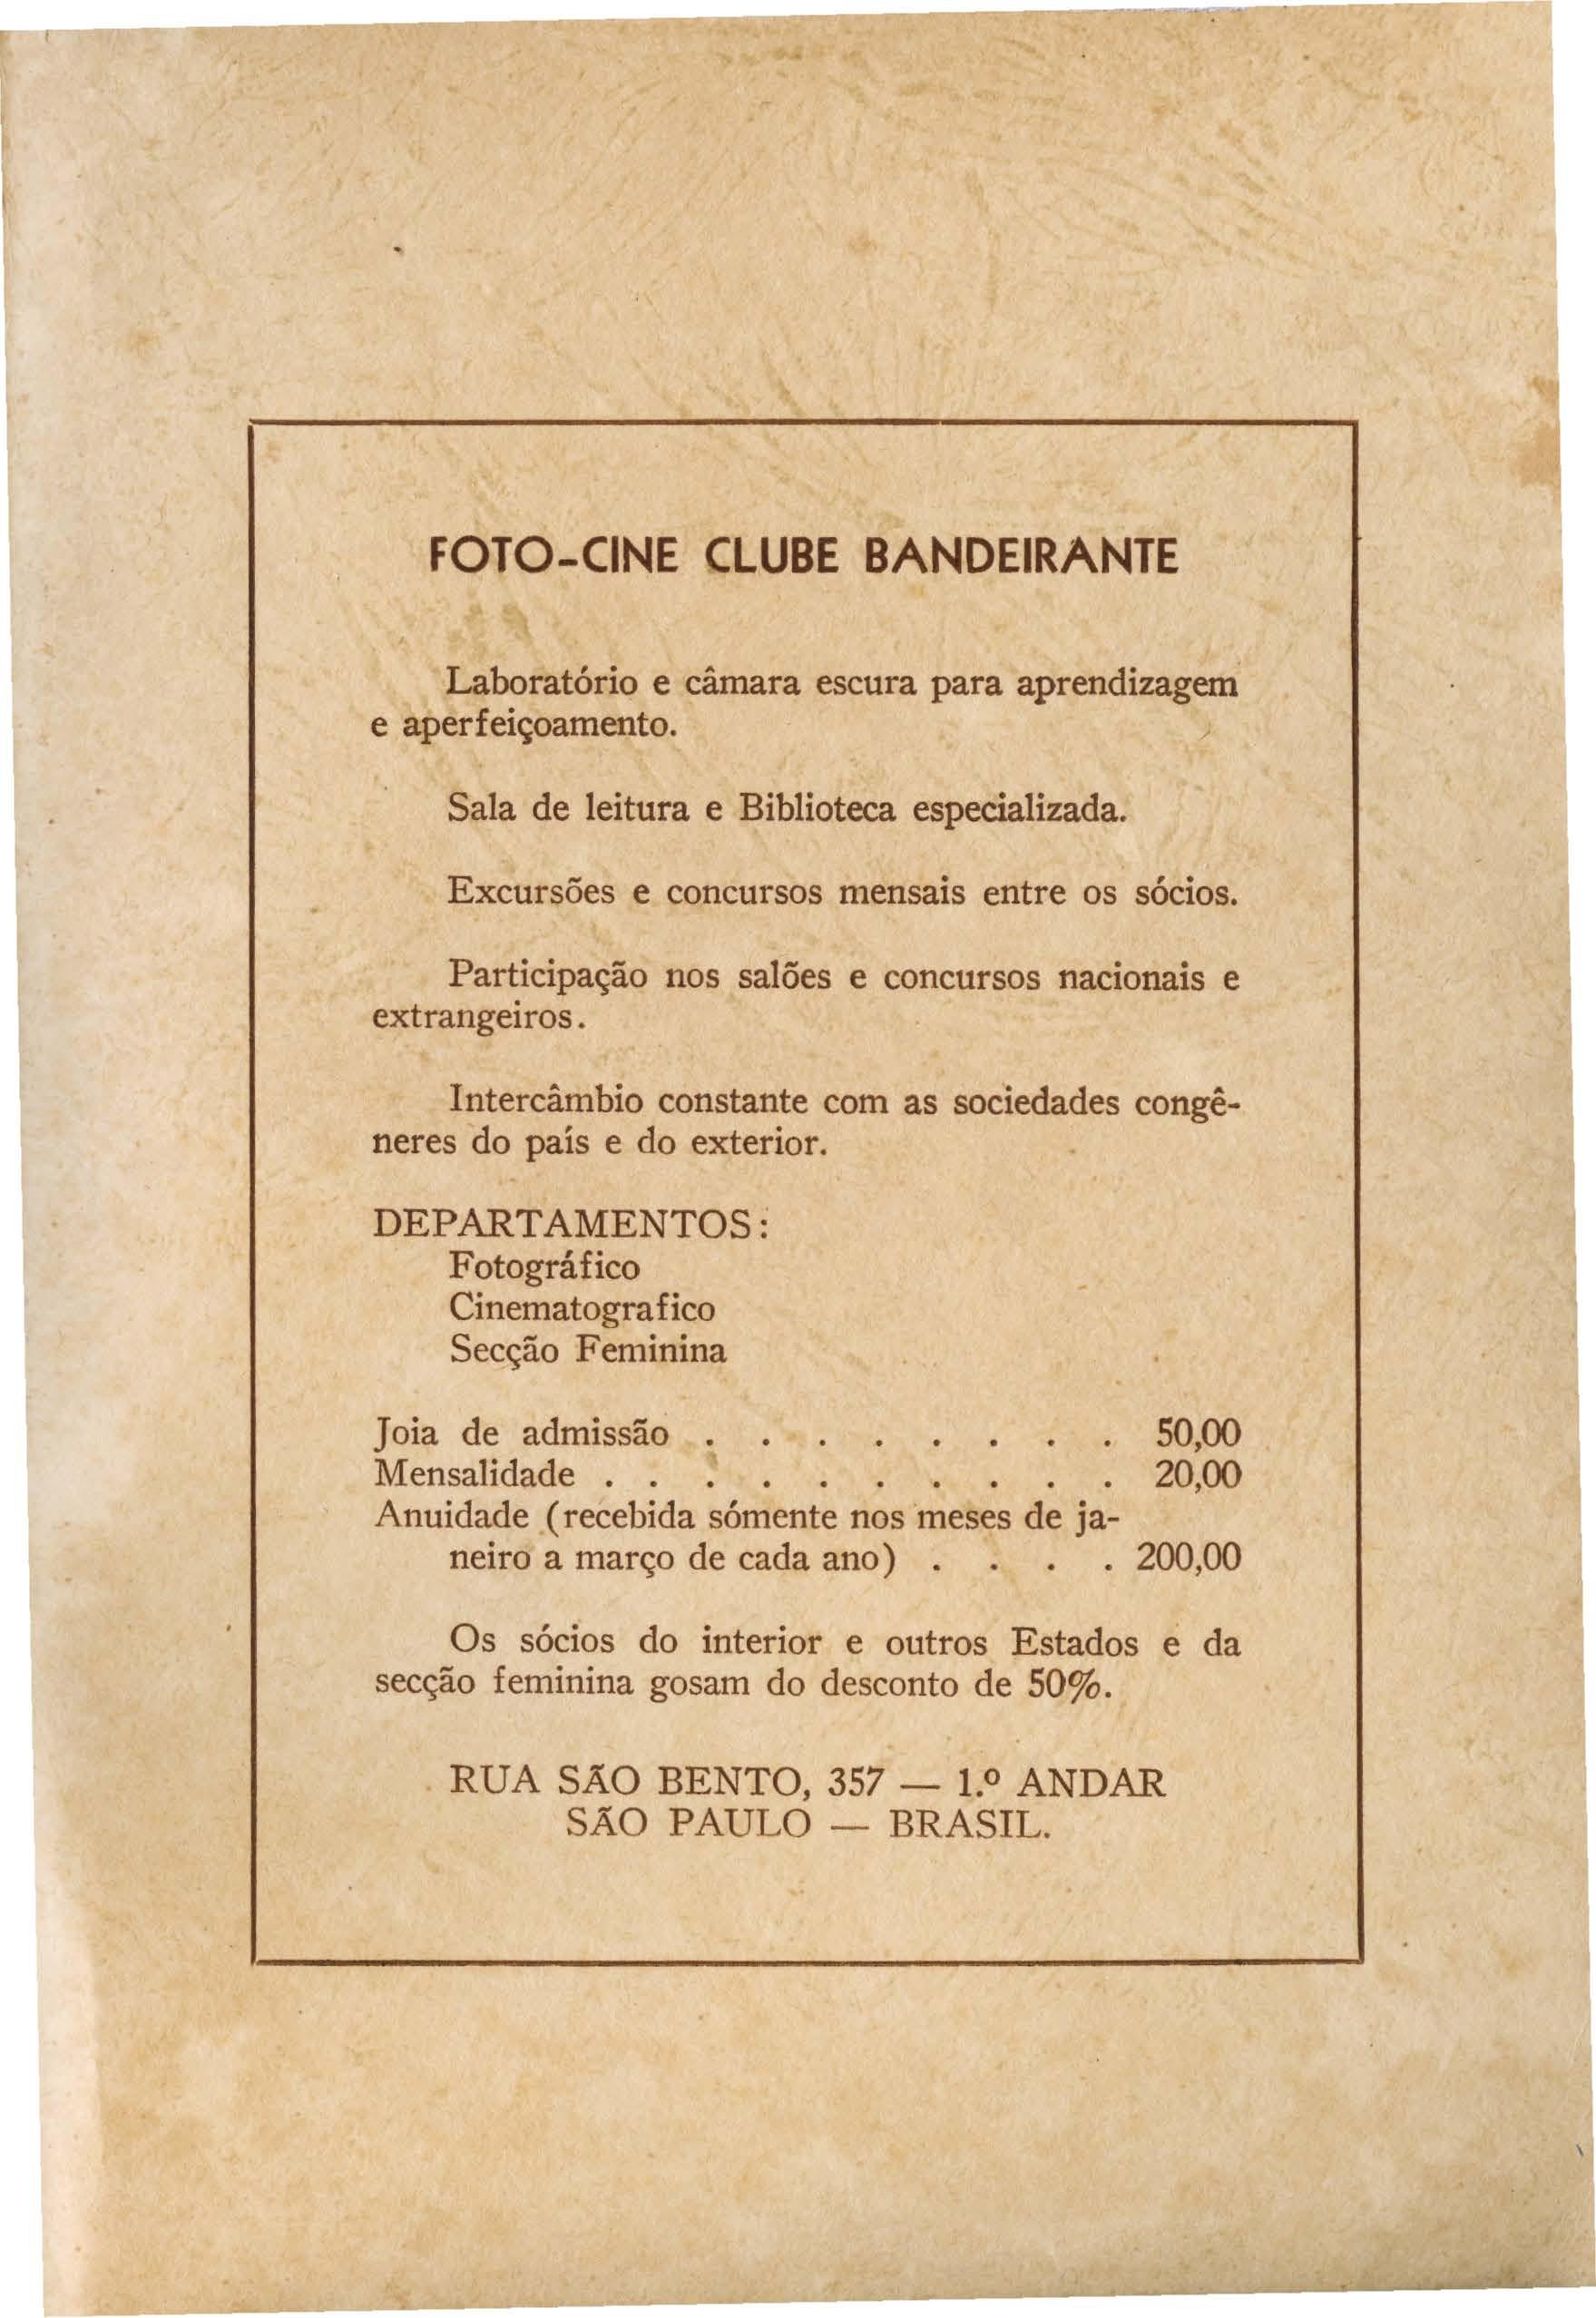 FOTO-CINE CLUBE BANDEIRANTE
Laboratório e câmara escura para aprendizagem
e aperfeiçoamento.
Sala de leitura e Biblioteca especializada.
Excursões e concursos mensais entre os sócios.
Participação nos salões e concursos nacionais e
extrangeiros.
Intercâmbio constante com as sociedades congê-
neres do país e do exterior.
DEPARTAMENTOS:
Fotográfico
Cinematografico
Secção Feminina
Joia de admissão . . . . . . . . 50,00
Mensalidade . . . . . . . . . . 20,00
Anuidade (recebida sómente nos meses de ja-
neiro a março de cada ano) . . . . 200,00
Os sócios do interior e outros Estados e da
secção feminina gosam do desconto de 50%.
RUA SÃO BENTO, 357 — 1.º ANDAR
SÃO PAULO — BRASIL.